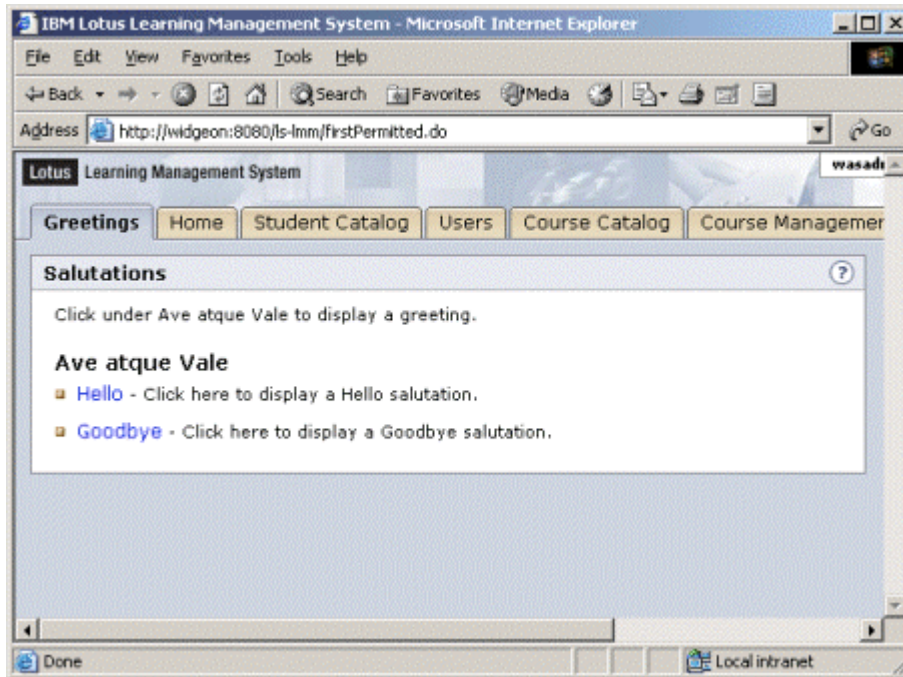 IBM Lotus Learning Management System - Microsoft Internet Explorer
File Edit View Favorites Tools Help
Back Search Favorites Media
Address http://widgeon:8080/ls-lmm/firstPermitted.do Go
Lotus Learning Management System wasadı
Greetings Home Student Catalog Users Course Catalog Course Managemer
Salutations ?
Click under Ave atque Vale to display a greeting.
Ave atque Vale
Hello - Click here to display a Hello salutation.
Goodbye - Click here to display a Goodbye salutation.
Done Local intranet